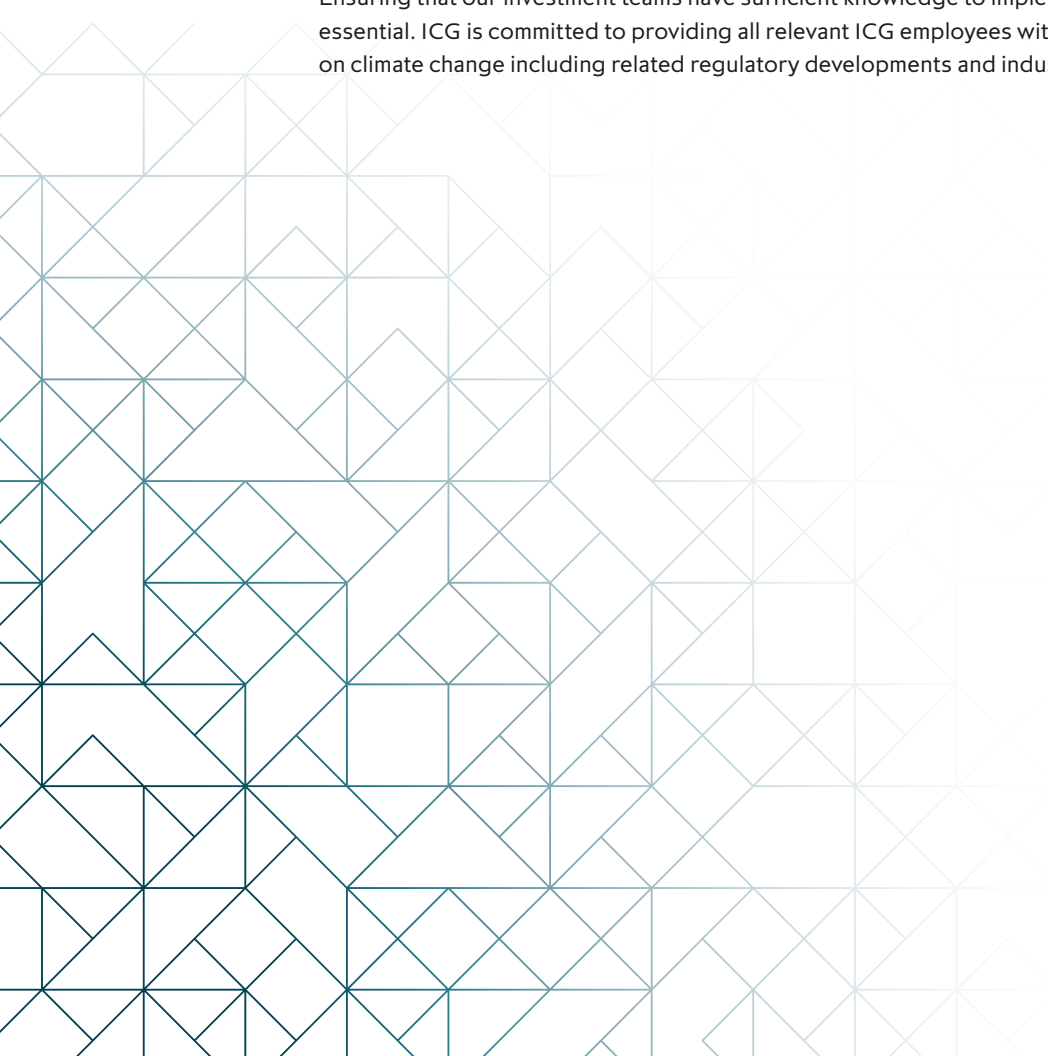 Ensuring that our investment teams have sufficient knowledge to
essential. ICG is committed to providing all relevant ICG employees
on climate change including related regulatory developments and